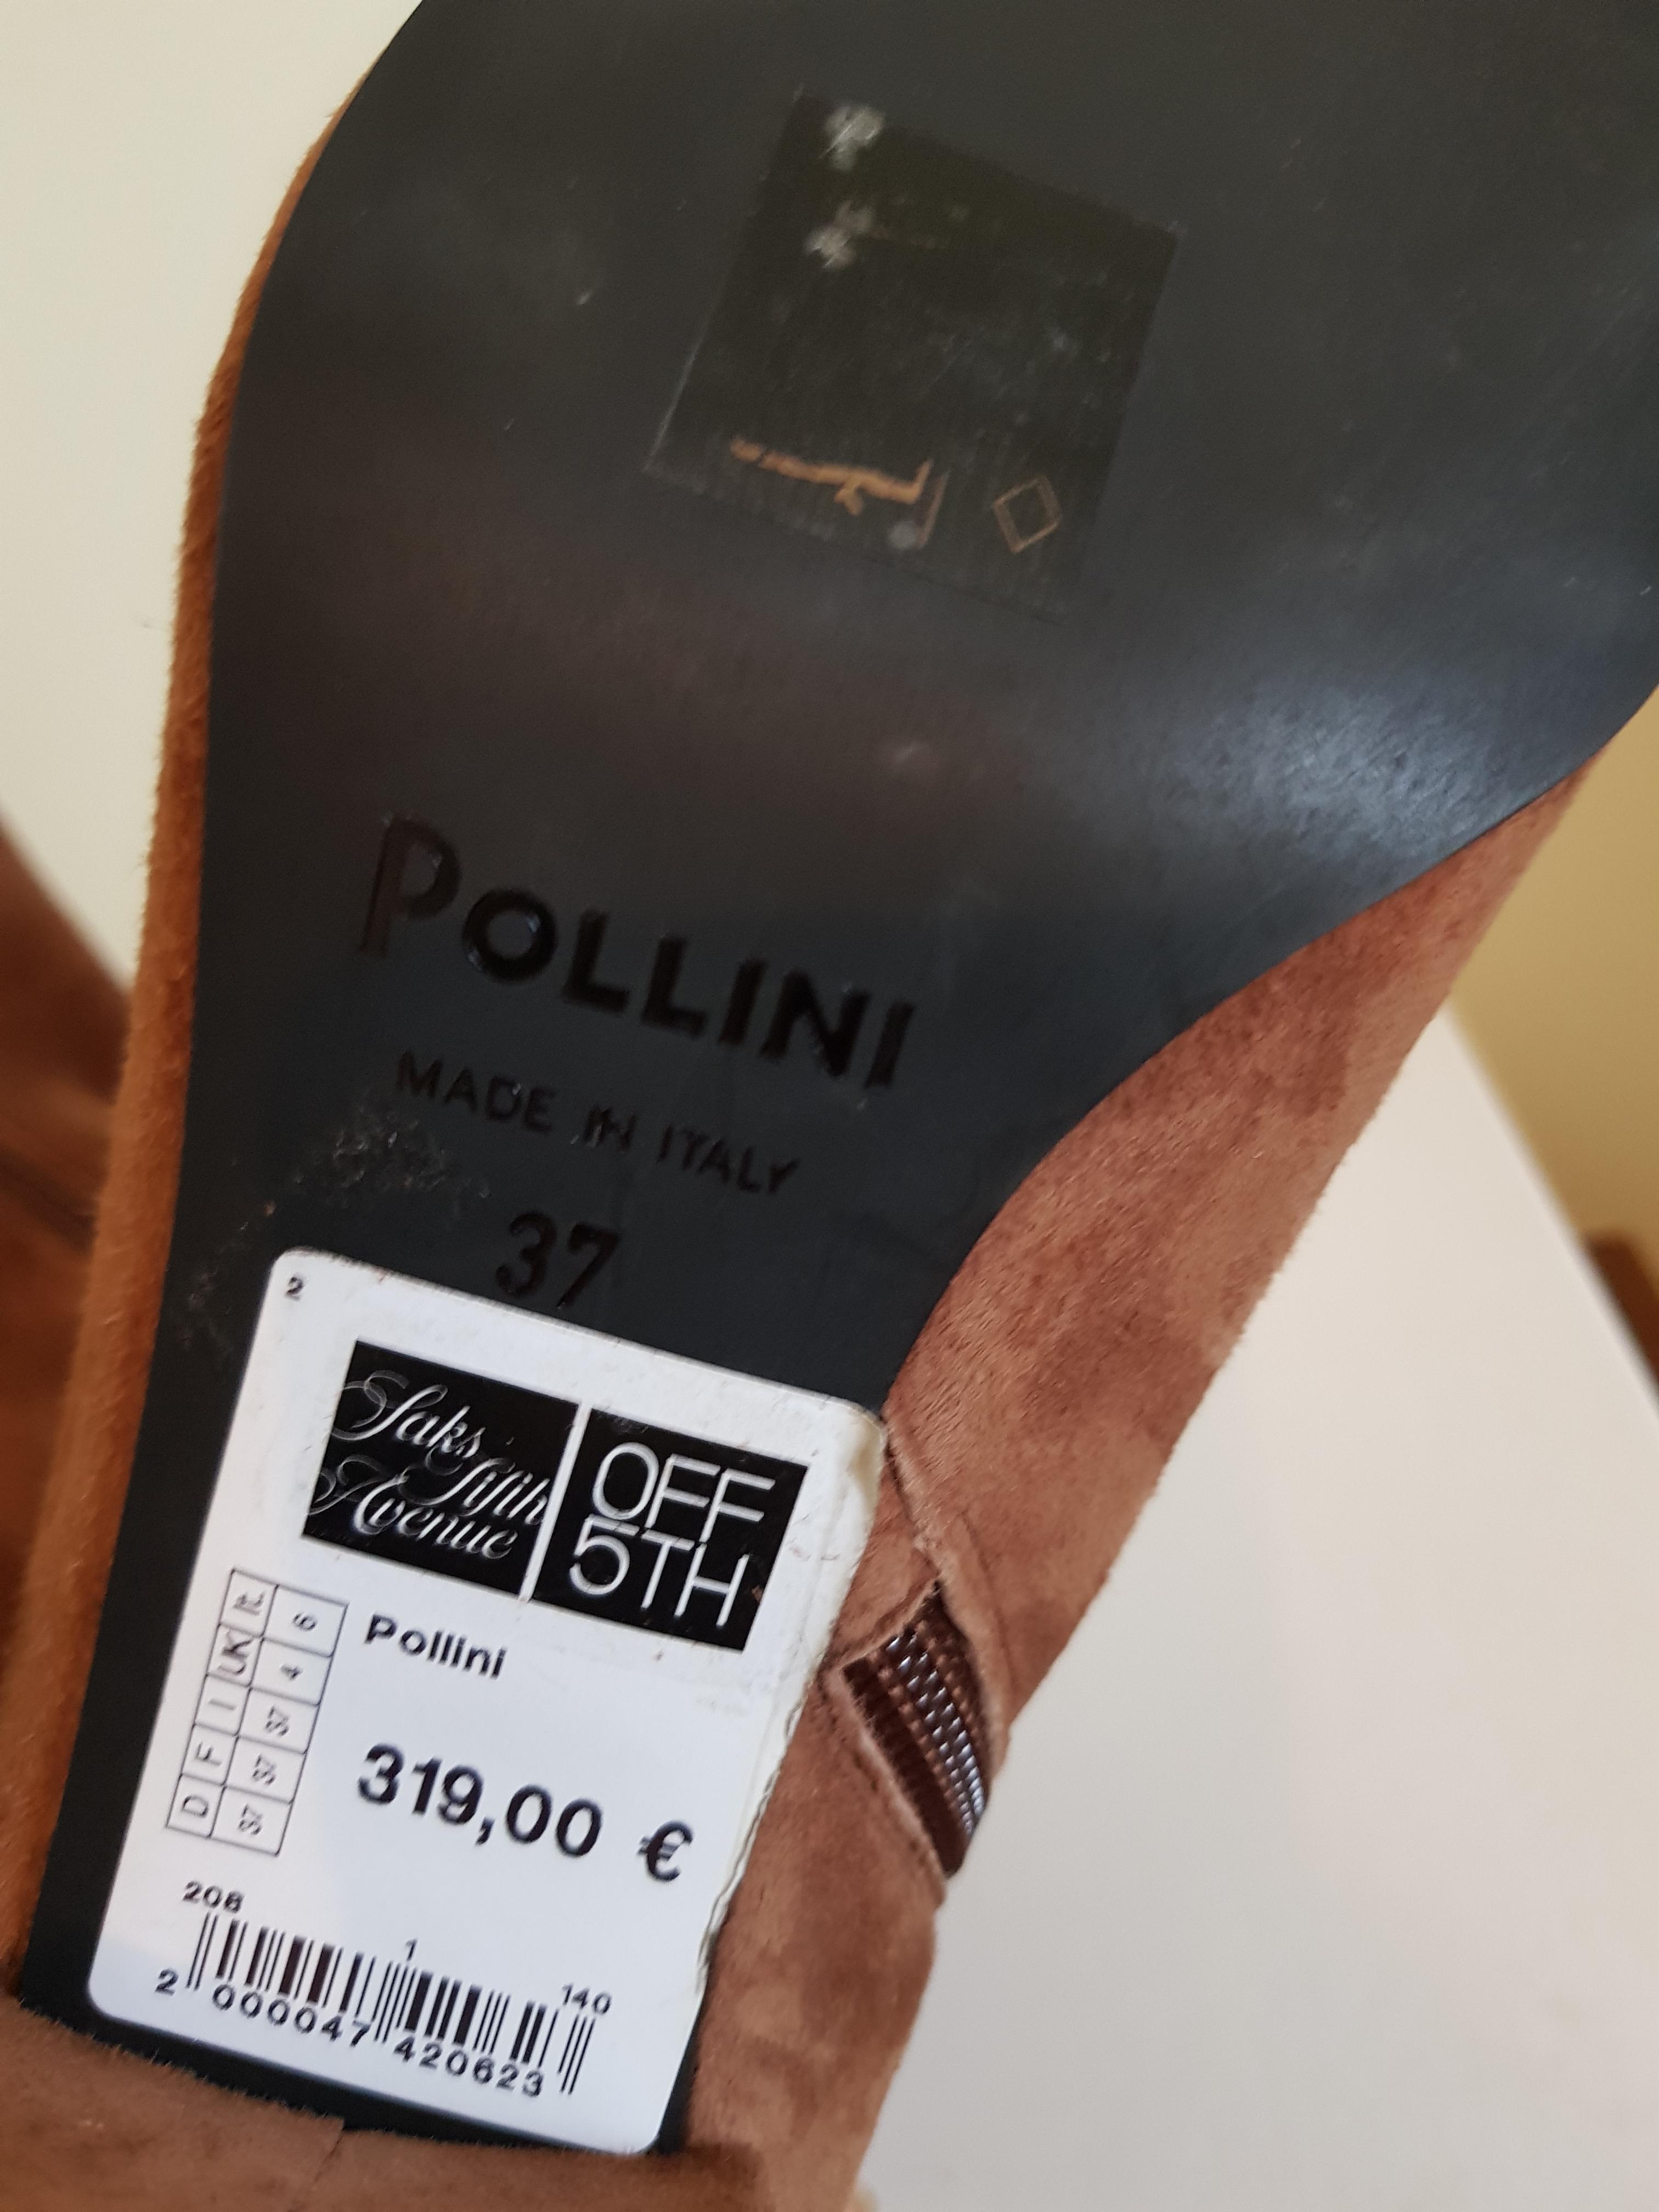 POLLINI
MADE IN ITALY
37
2
Saks Fifth Avenue
OFF 5TH
D F I UK It.
37 37 37 4 6
Pollini
319,00 €
208
1
140
2 000047 420623